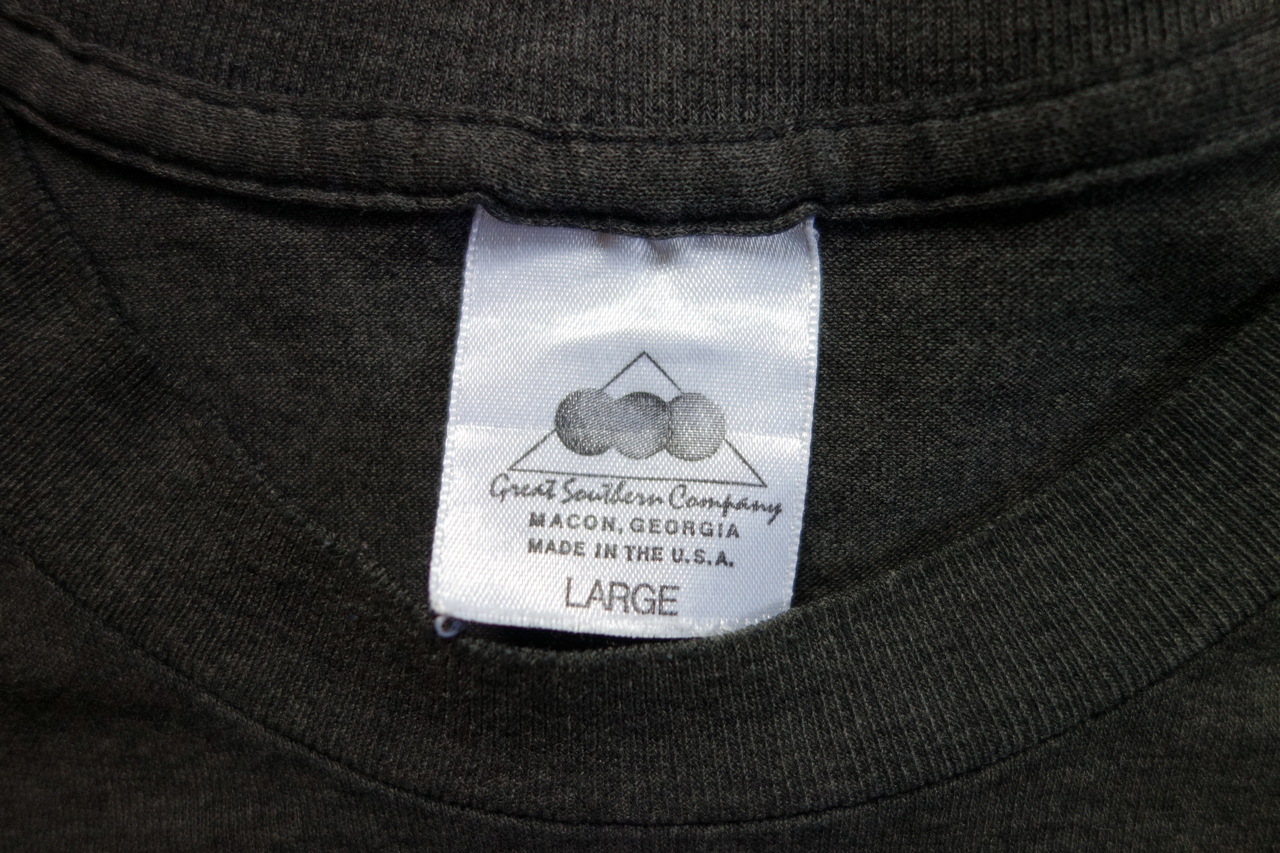 Great Southern Company
MACON, GEORGIA
MADE IN THE U.S.A.
LARGE